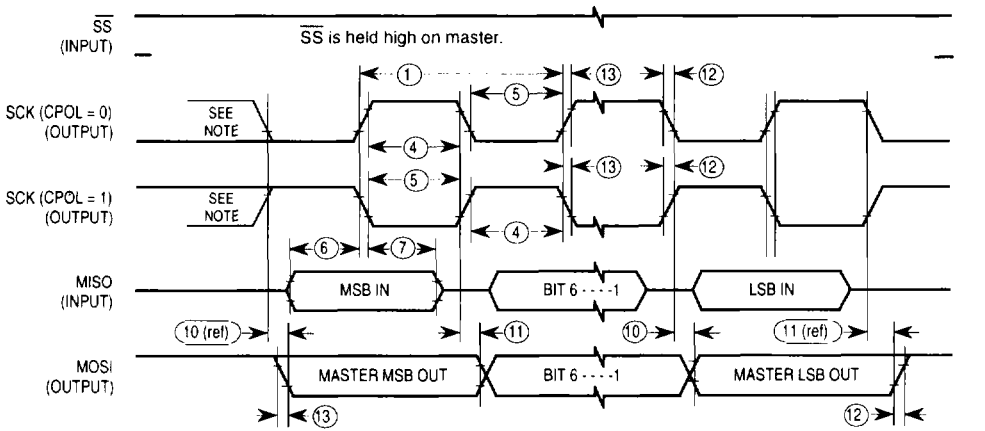 SS
(INPUT)
SS is held high on master.
1
13
12
5
SCK (CPOL = 0)
(OUTPUT)
SEE
NOTE
4
13
12
5
SCK (CPOL = 1)
(OUTPUT)
SEE
NOTE
4
6
7
MISO
(INPUT)
MSB IN
BIT 6 - - - - -1
LSB IN
10 (ref)
11
10
11 (ref)
MOSI
(OUTPUT)
MASTER MSB OUT
BIT 6 - - - - -1
MASTER LSB OUT
13
12